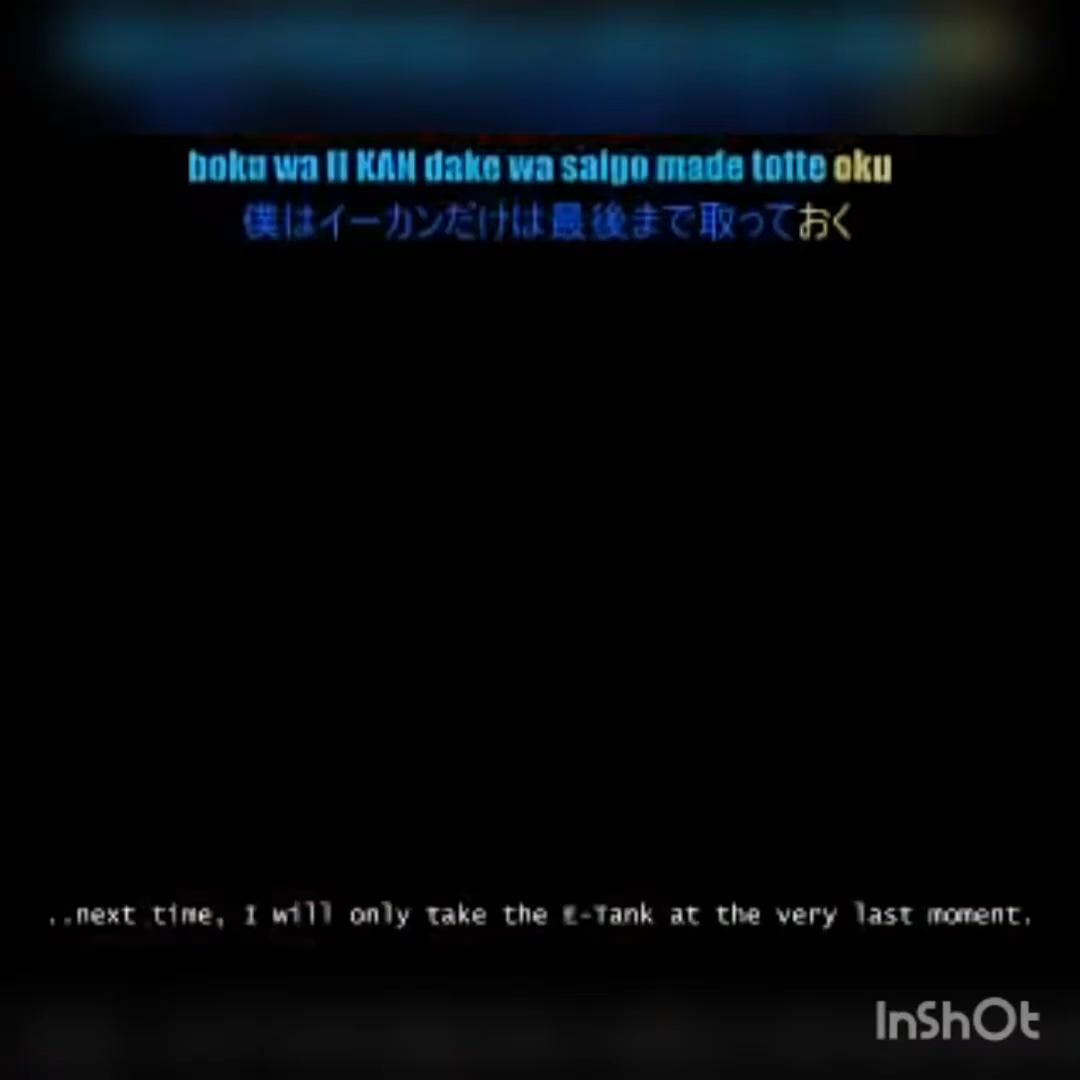 boku wa II KAN dake wa saigo made totte oku
僕はイーカンだけは最後まで取っておく
..next time, I will only take the E-Tank at the very last moment.
InShOt